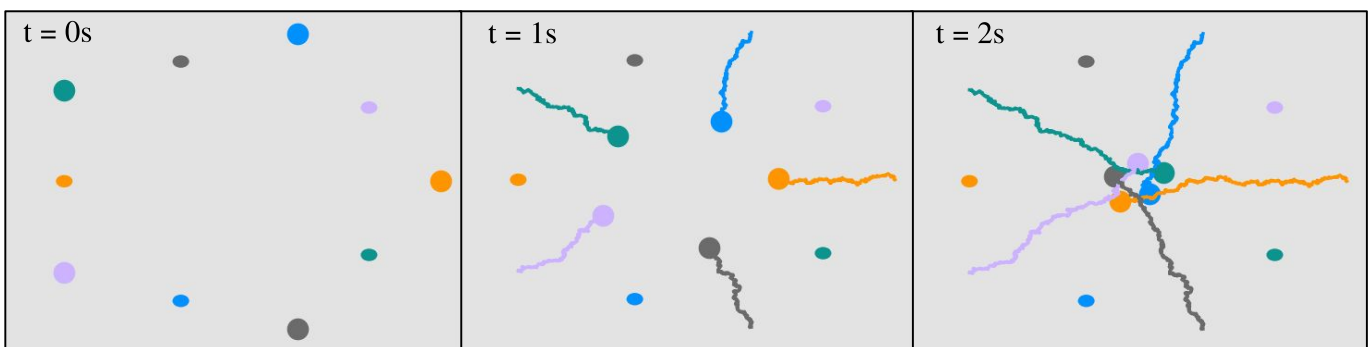 t = 0s
t = 1s
t = 2s